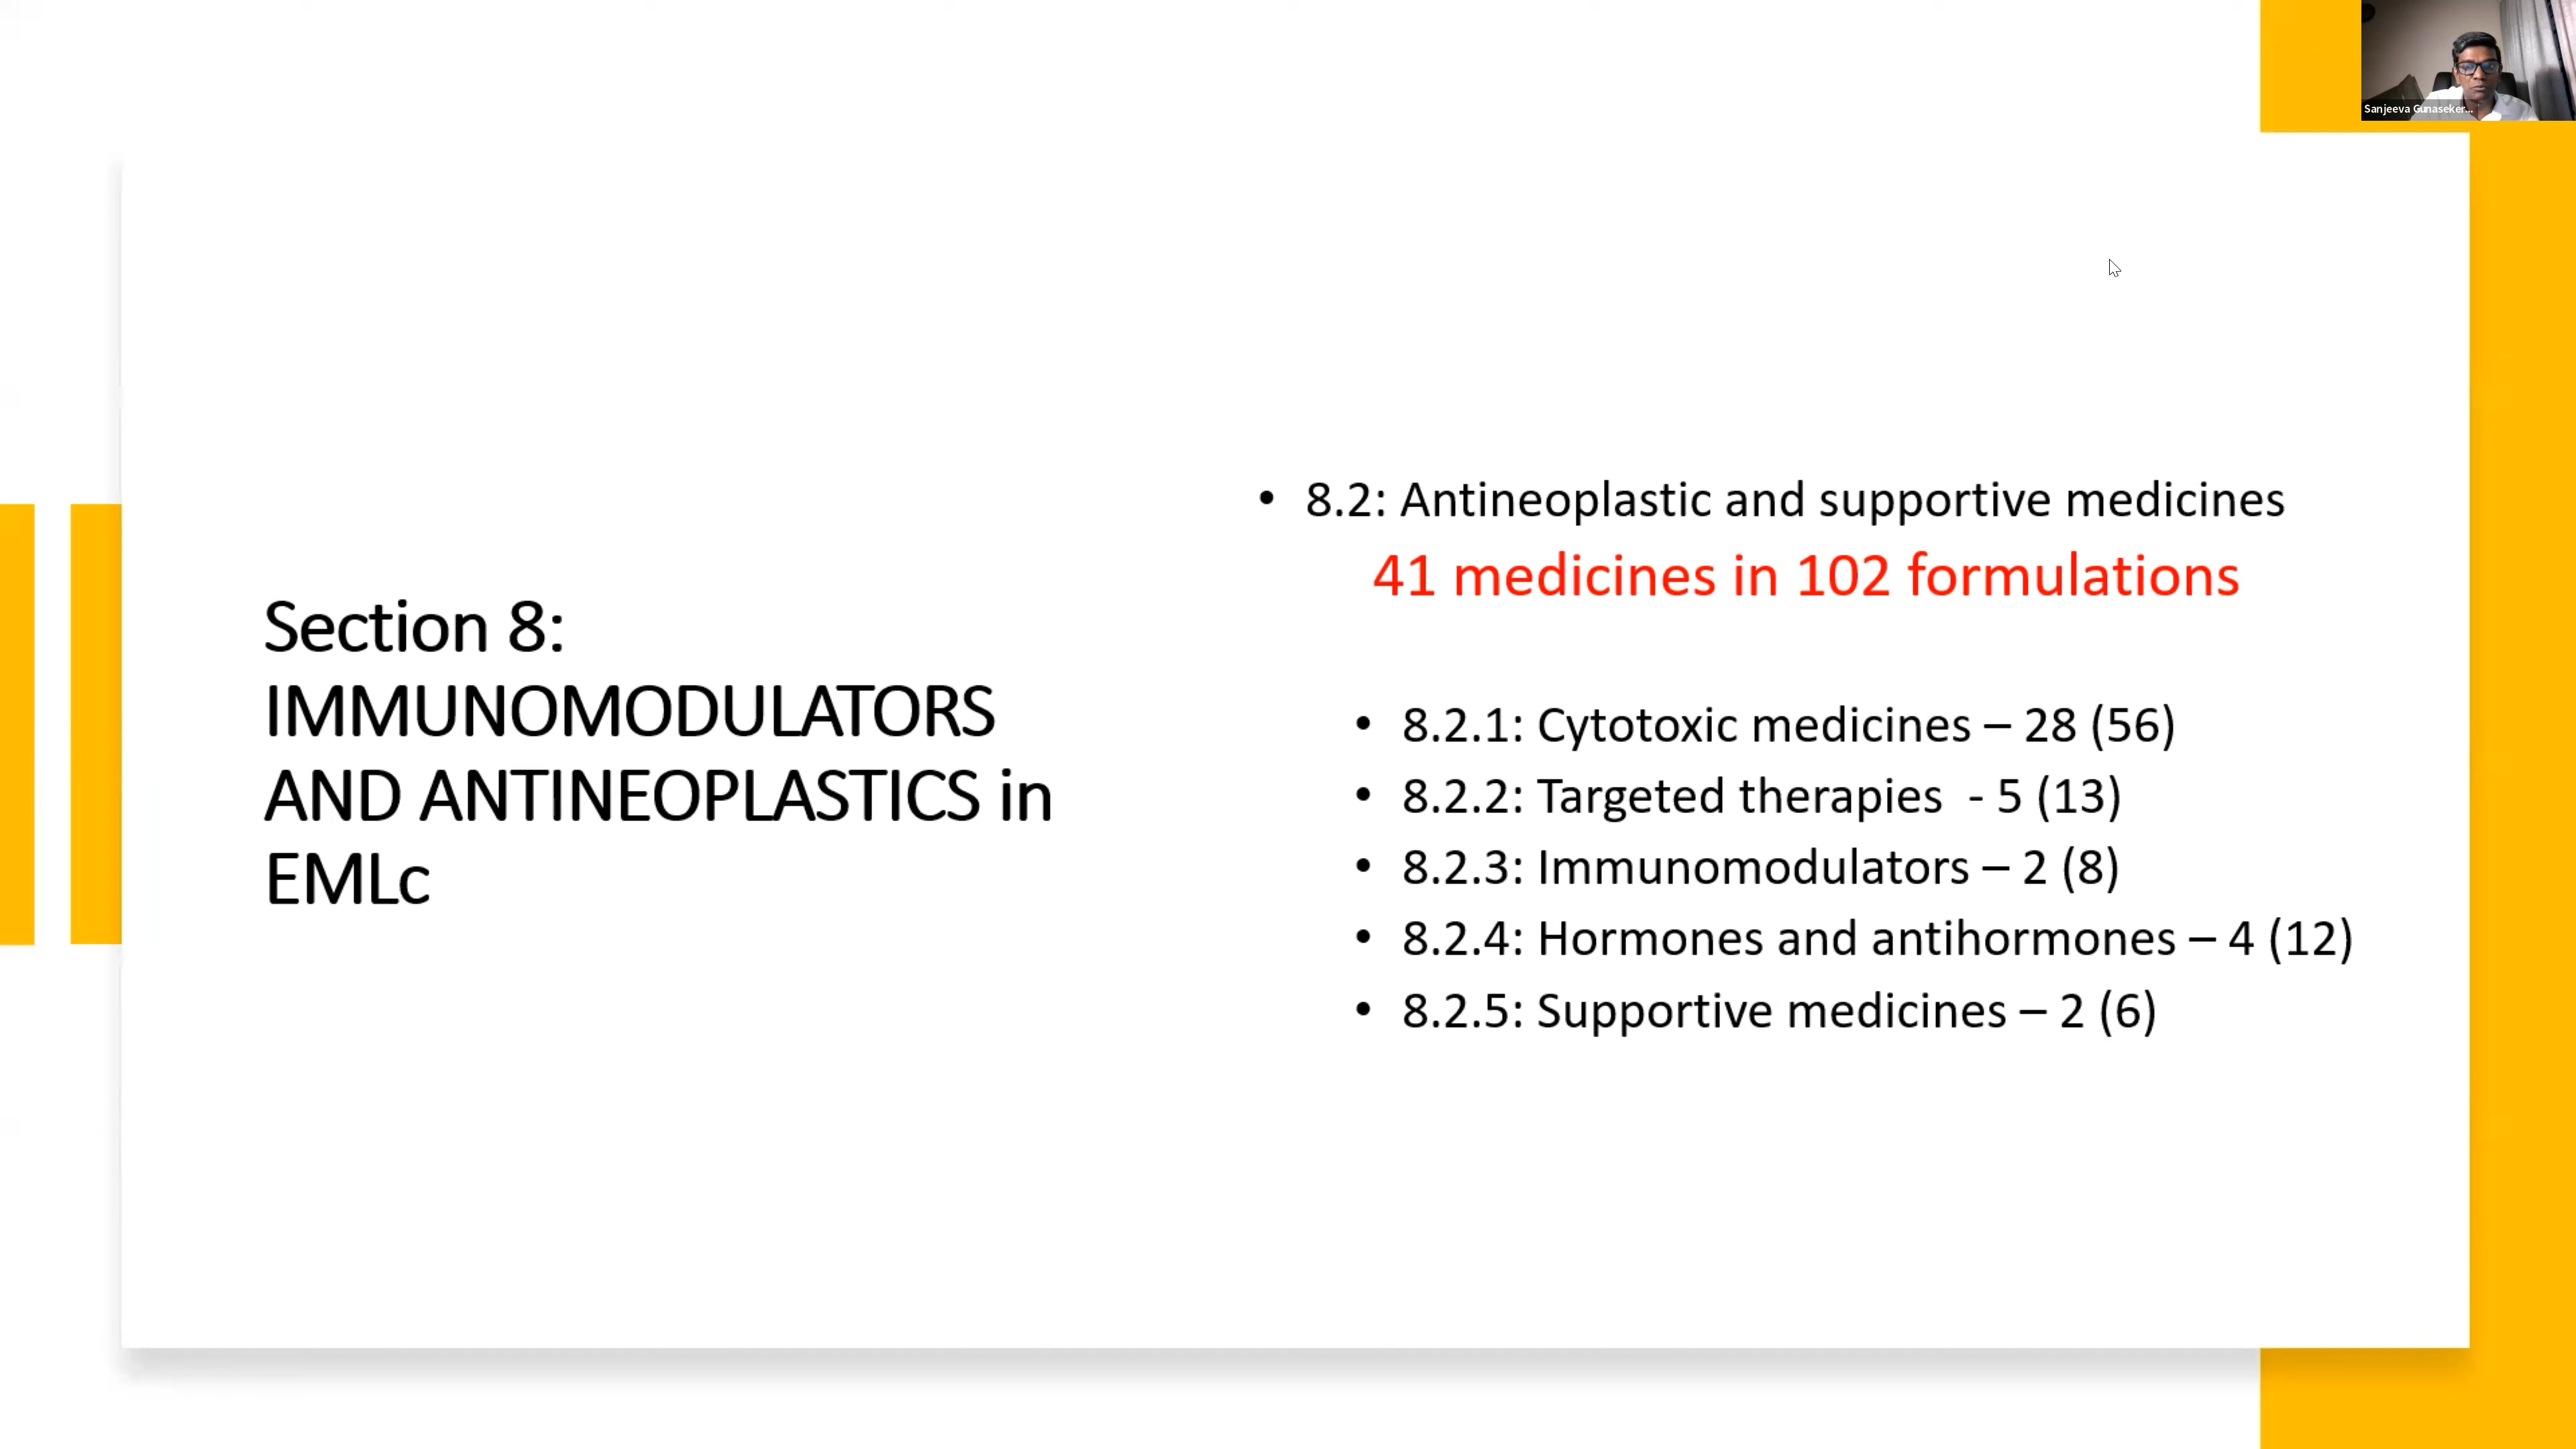 Sanjeeva Gunaseker...
Section 8:
IMMUNOMODULATORS
AND ANTINEOPLASTICS in
EMLc
• 8.2: Antineoplastic and supportive medicines
41 medicines in 102 formulations
• 8.2.1: Cytotoxic medicines – 28 (56)
• 8.2.2: Targeted therapies  - 5 (13)
• 8.2.3: Immunomodulators – 2 (8)
• 8.2.4: Hormones and antihormones – 4 (12)
• 8.2.5: Supportive medicines – 2 (6)